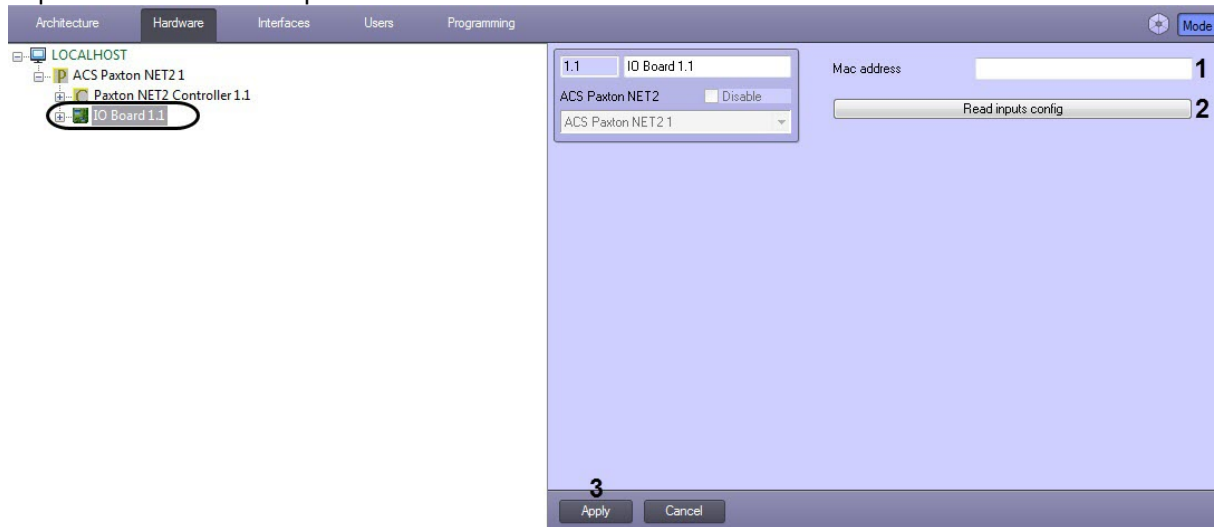 Architecture Hardware Interfaces Users Programming Mode
LOCALHOST
ACS Paxton NET2 1
Paxton NET2 Controller 1.1
IO Board 1.1
1.1 IO Board 1.1
ACS Paxton NET2 Disable
ACS Paxton NET2 1
Mac address 1
Read inputs config 2
3
Apply Cancel